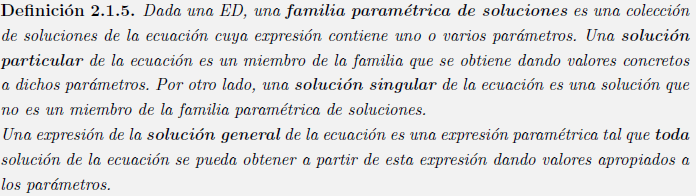 Definición 2.1.5. Dada una ED, una familia paramétrica de soluciones es una colección
de soluciones de la ecuación cuya expresión contiene uno o varios parámetros. Una solución
particular de la ecuación es un miembro de la familia que se obtiene dando valores concretos
a dichos parámetros. Por otro lado, una solución singular de la ecuación es una solución que
no es un miembro de la familia paramétrica de soluciones.
Una expresión de la solución general de la ecuación es una expresión paramétrica tal que toda
solución de la ecuación se pueda obtener a partir de esta expresión dando valores apropiados a
los parámetros.